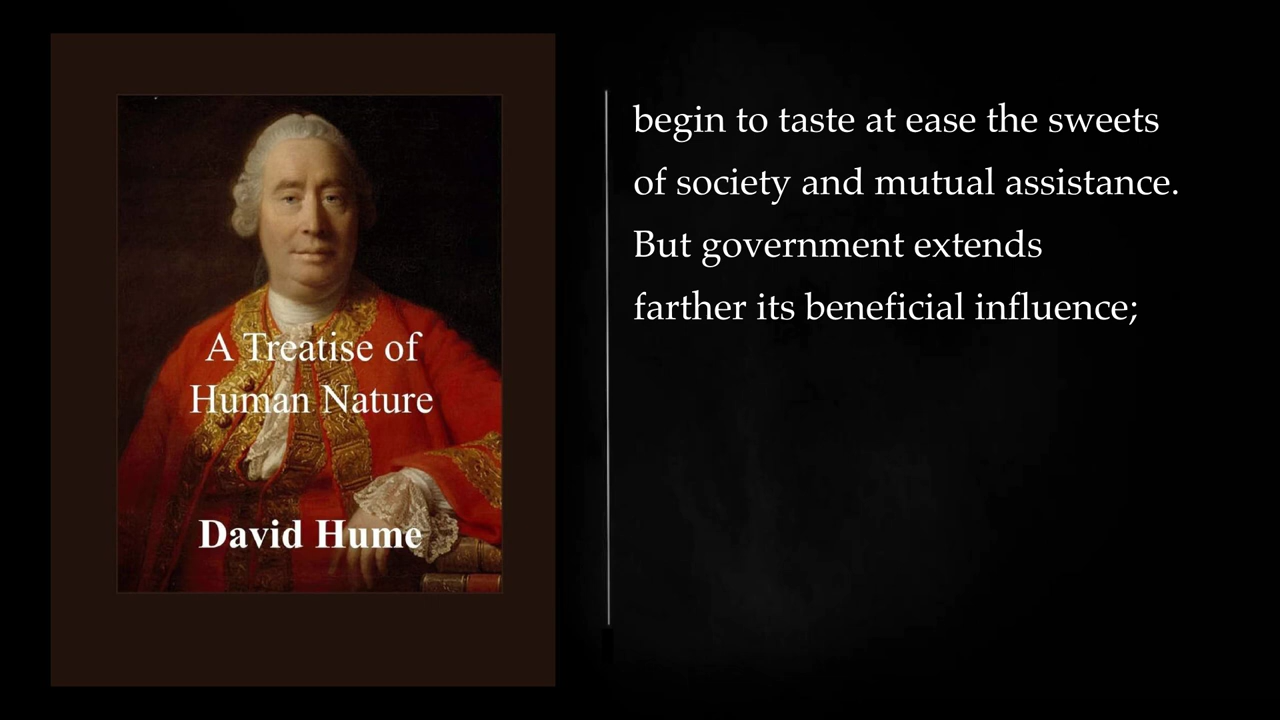 A Treatise of
Human Nature
David Hume
begin to taste at ease the sweets
of society and mutual assistance.
But government extends
farther its beneficial influence;